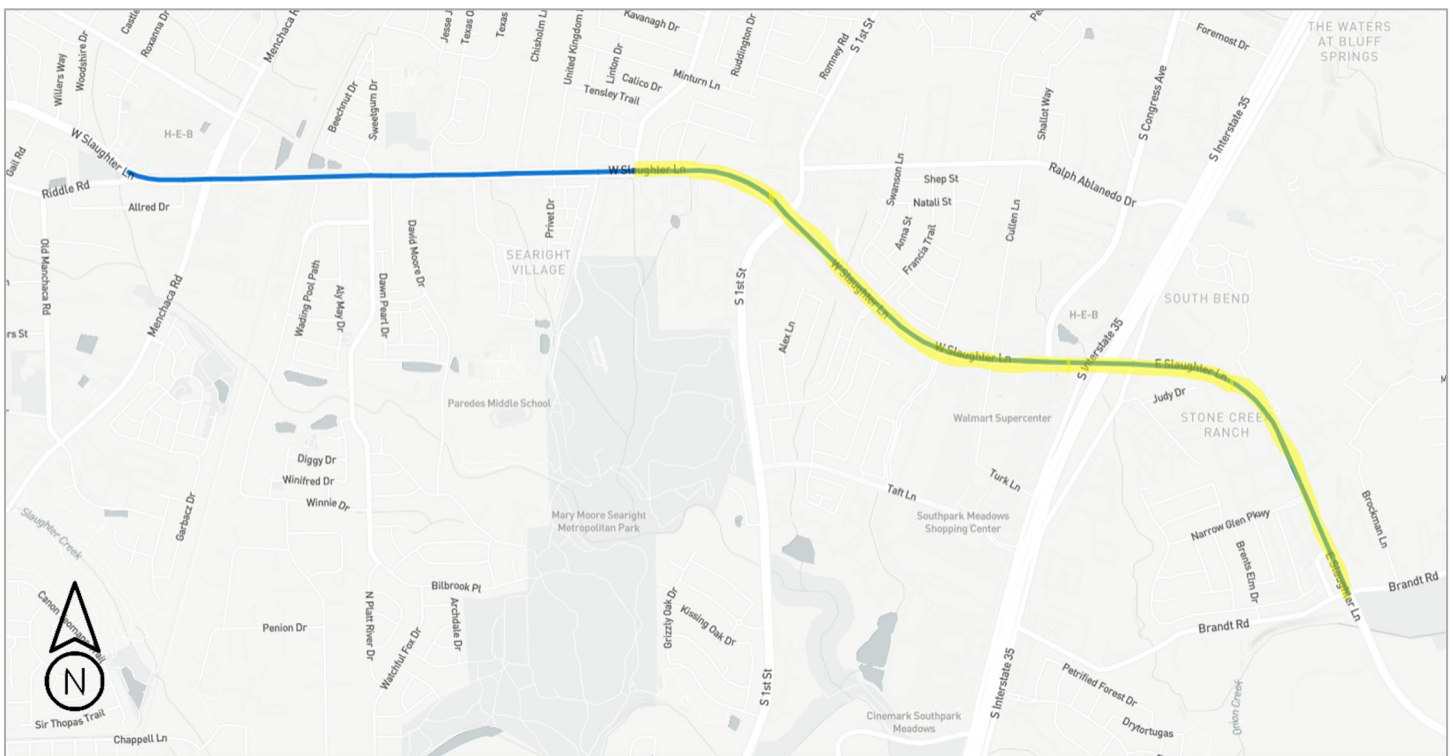 Castle
Roxanna Dr
Woodshire Dr
Willers Way
Menchaca R
Jesse J
Texas O
Texas
Chisholm L
United Kingdom
Kavanagh Dr
Linton Dr
Calico Dr
Tensley Trail
Minturn Ln
Ruddington Dr
Romney Rd
S 1st St
Pe
Foremost Dr
THE WATERS
AT BLUFF
SPRINGS
Shallot Way
S Congress Ave
S Interstate 35
Beechnut Dr
Sweetgum Dr
H-E-B
W Slaughter Ln
Gail Rd
Riddle Rd
Allred Dr
W Slaughter Ln
Swanson Ln
Shep St
Natali St
Anna St
Francia Trail
Cullen Ln
Ralph Ablanedo Dr
Old Manchaca Rd
Menchaca Rd
rs St
Wading Pool Path
Aly May Dr
Dawn Pearl Dr
David Moore Dr
Privet Dr
SEARIGHT
VILLAGE
S 1st St
Alex Ln
W Slaughter Ln
W Slaughter Ln
H-E-B
S Interstate 35
SOUTH BEND
E Slaughter Ln
Judy Dr
STONE CREEK
RANCH
Paredes Middle School
Walmart Supercenter
Diggy Dr
Winifred Dr
Winnie Dr
Garbacz Dr
Slaughter Creek
Mary Moore Searight
Metropolitan Park
Taft Ln
Turk Ln
Southpark Meadows
Shopping Center
Narrow Glen Pkwy
Brents Elm Dr
Brockman Ln
E Slaughter Ln
Brandt Rd
Brandt Rd
Bilbrook Pl
Archdale Dr
N Platt River Dr
Watchful Fox Dr
Penion Dr
Grizzly Oak Dr
Kissing Oak Dr
S 1st St
S Interstate 35
Petrified Forest Dr
Drytortugas
Onion Creek
Cinemark Southpark
Meadows
N
Sir Thopas Trail
Chappell Ln